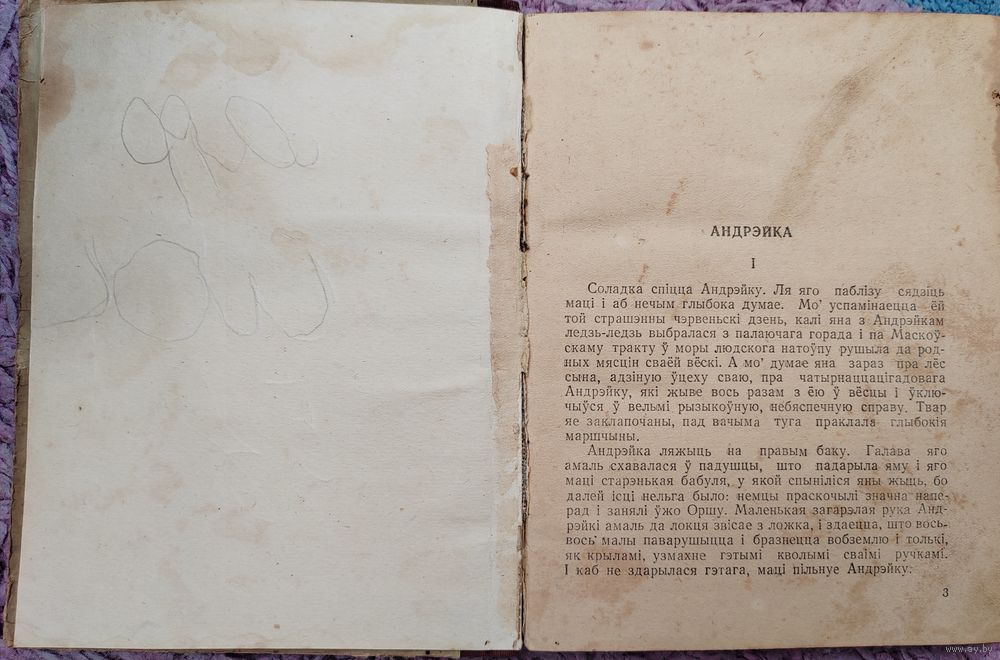 АНДРЭЙКА
I
Соладка спіцца Андрэйку. Ля яго паблізу сядзіць
маці і аб нечым глыбока думае. Мо’ успамінаецца ёй
той страшэнны чэрвеньскі дзень, калі яна з Андрэйкам
ледзь-ледзь выбралася з палаючага горада і па Маскоў-
скаму тракту ў моры людскога натоўпу рушыла да род-
ных мясцін сваёй вёскі. А мо’ думае яна зараз пра лёс
сына, адзіную ўцеху сваю, пра чатырнаццацігадовага
Андрэйку, які жыве вось разам з ёю ў вёсцы і ўклю-
чыўся ў вельмі рызыкоўную, небяспечную справу. Твар
яе заклапочаны, пад вачыма туга праклала глыбокія
маршчыны.
Андрэйка ляжыць на правым баку. Галава яго
амаль схавалася ў падушцы, што падарыла яму і яго
маці старэнькая бабуля, у якой спыніліся яны жыць, бо
далей ісці нельга было: немцы праскочылі значна напе-
рад і занялі ўжо Оршу. Маленькая загарэлая рука Анд-
рэйкі амаль да локця звісае з ложка, і здаецца, што вось-
вось малы паварушыцца і бразнецца вобземлю і толькі,
як крыламі, узмахне гэтымі кволымі сваімі ручкамі.
І каб не здарылася гэтага, маці пільнуе Андрэйку.
3
www.ay.by